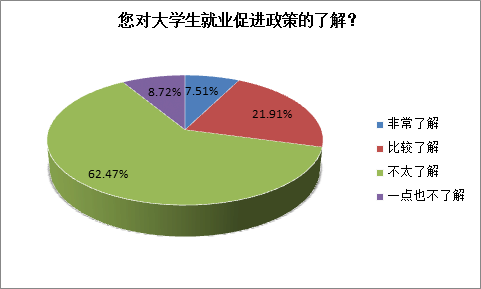 您对大学生就业促进政策的了解？
8.72%
7.51%
21.91%
62.47%
非常了解
比较了解
不太了解
一点也不了解